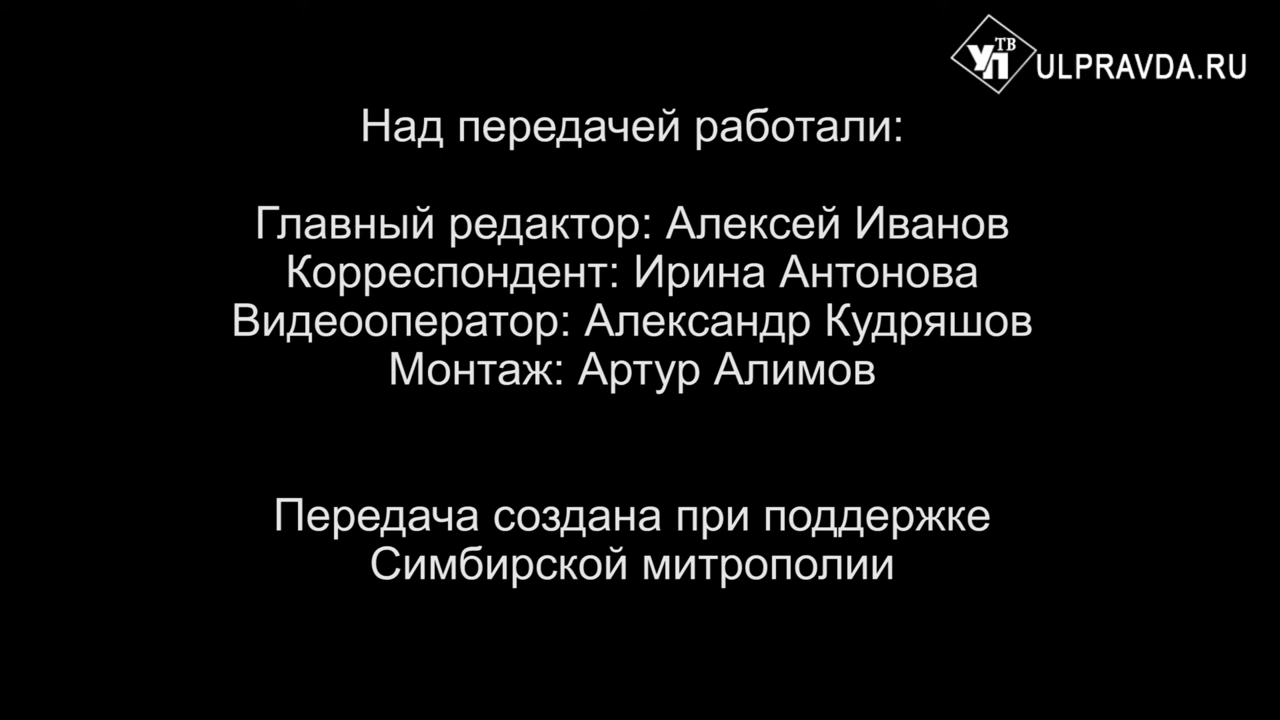 УП ТВ
ULPRAVDA.RU
Над передачей работали:
Главный редактор: Алексей Иванов
Корреспондент: Ирина Антонова
Видеооператор: Александр Кудряшов
Монтаж: Артур Алимов
Передача создана при поддержке
Симбирской митрополии